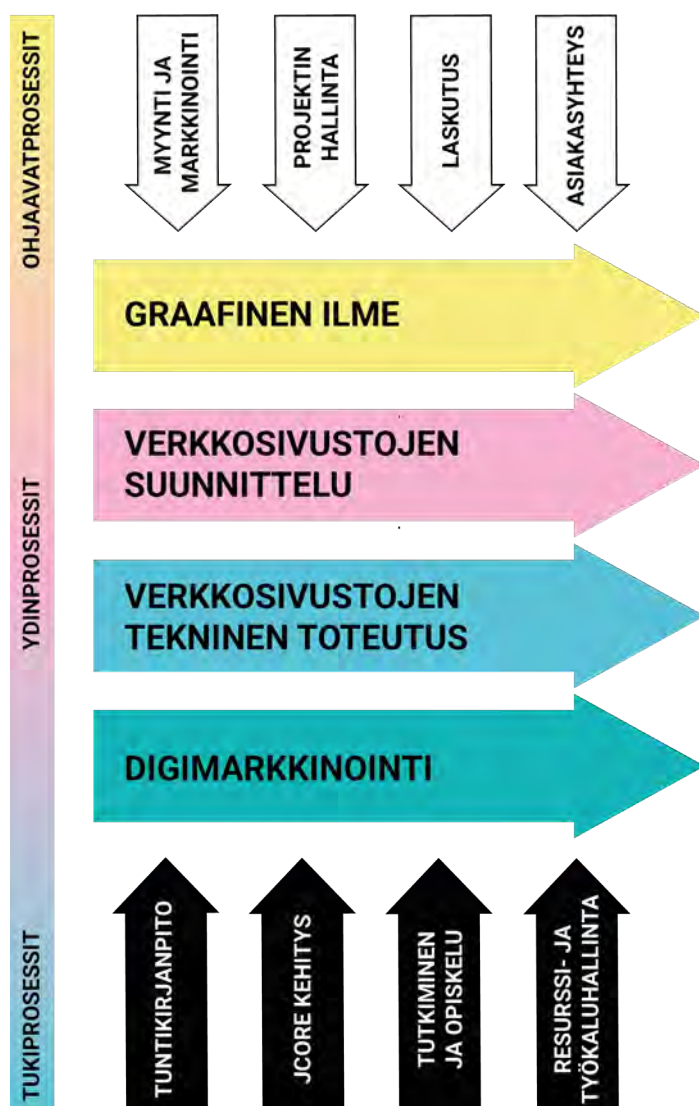 OHJAAVATPROSESSIT
YDINPROSESSIT
TUKIPROSESSIT
MYYNTI JA
MARKKINOINTI
PROJEKTIN
HALLINTA
LASKUTUS
ASIAKASYHTEYS
GRAAFINEN ILME
VERKKOSIVUSTOJEN
SUUNNITTELU
VERKKOSIVUSTOJEN
TEKNINEN TOTEUTUS
DIGIMARKKINOINTI
TUNTIKIRJANPITO
JCORE KEHITYS
TUTKIMINEN
JA OPISKELU
RESURSSI- JA
TYÖKALUHALLINTA